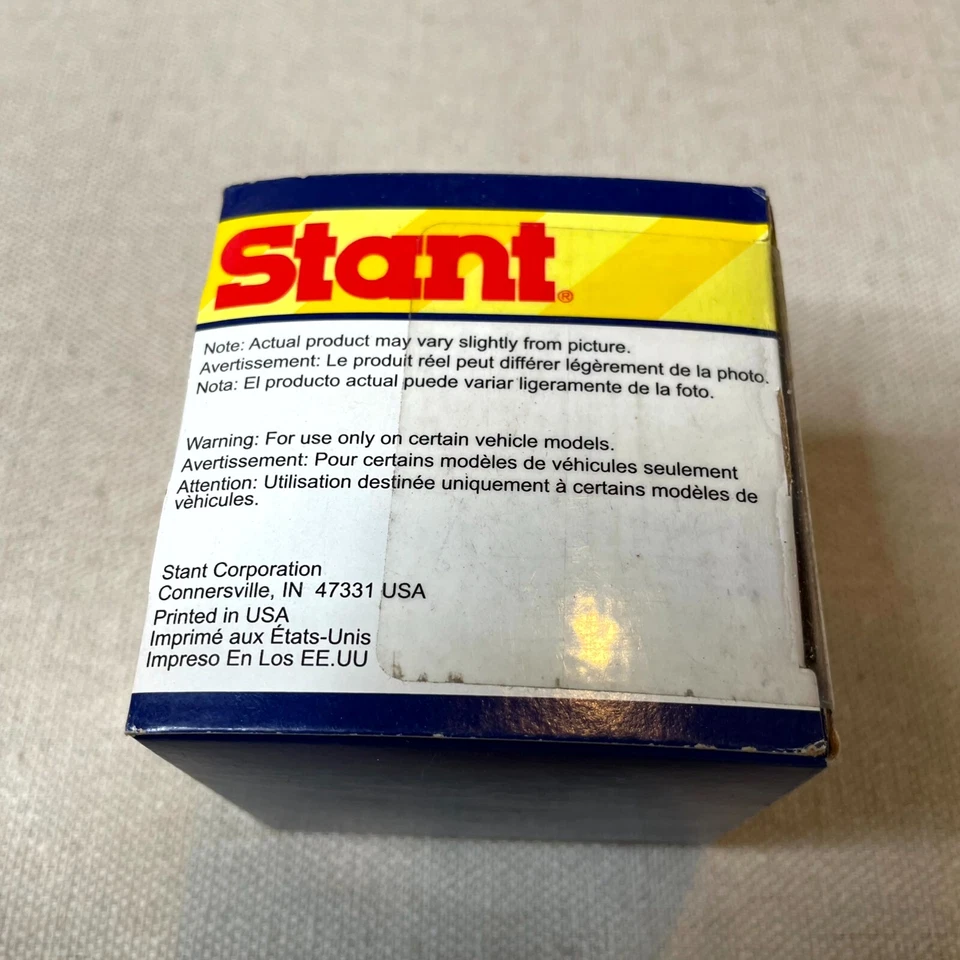 Stant®
Note: Actual product may vary slightly from picture.
Avertissement: Le produit réel peut différer légèrement de la photo.
Nota: El producto actual puede variar ligeramente de la foto.
Warning: For use only on certain vehicle models.
Avertissement: Pour certains modèles de véhicules seulement
Attention: Utilisation destinée uniquement à certains modèles de
vèhicules.
Stant Corporation
Connersville, IN 47331 USA
Printed in USA
Imprimé aux États-Unis
Impreso En Los EE.UU